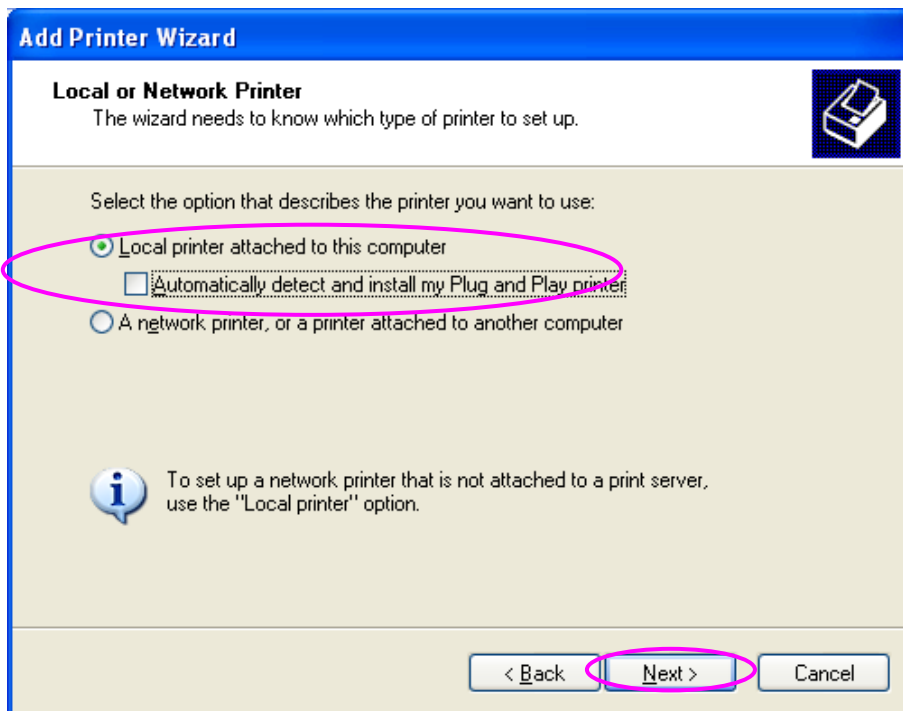 Add Printer Wizard
Local or Network Printer
The wizard needs to know which type of printer to set up.
Select the option that describes the printer you want to use:
Local printer attached to this computer
Automatically detect and install my Plug and Play printer
A network printer, or a printer attached to another computer
To set up a network printer that is not attached to a print server,
use the "Local printer" option.
< Back Next > Cancel